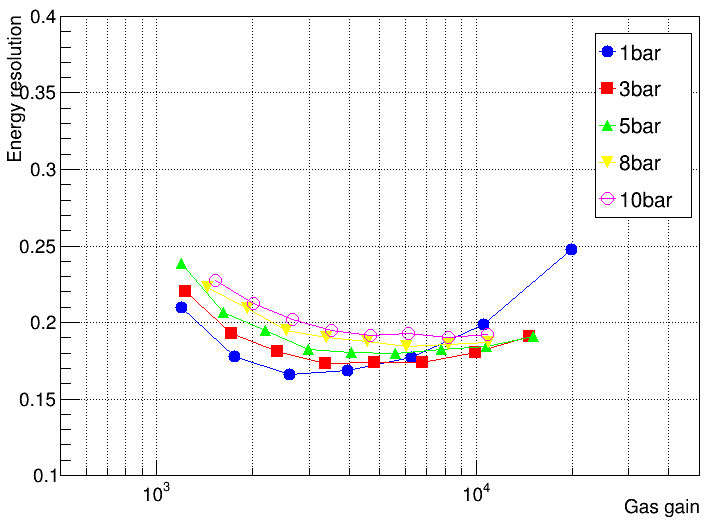 Energy resolution
0.4
0.35
0.3
0.25
0.2
0.15
0.1
10³
10⁴
Gas gain
1bar
3bar
5bar
8bar
10bar